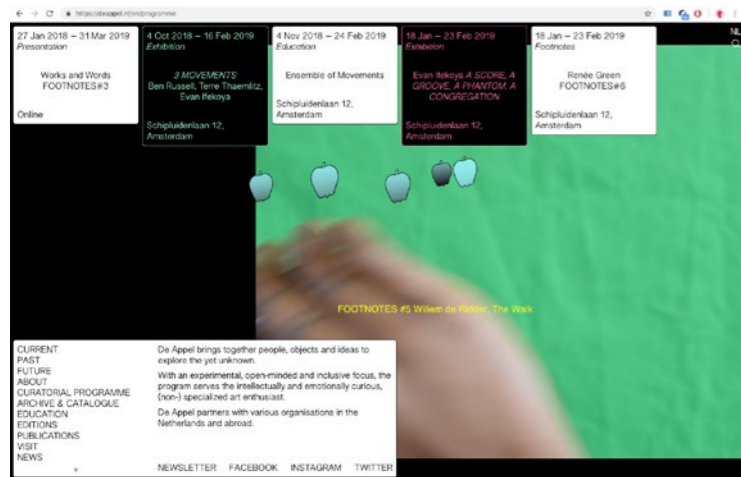 https://deappel.nl/en/programme
27 Jan 2018 – 31 Mar 2019
Presentation
Works and Words
FOOTNOTES#3
Online
4 Oct 2018 – 16 Feb 2019
Exhibition
3 MOVEMENTS
Ben Russell, Terre Thaemlitz,
Evan Ifekoya
Schipluidenlaan 12,
Amsterdam
4 Nov 2018 – 24 Feb 2019
Education
Ensemble of Movements
Schipluidenlaan 12,
Amsterdam
18 Jan – 23 Feb 2019
Exhibition
Evan Ifekoya A SCORE, A
GROOVE, A PHANTOM, A
CONGREGATION
Schipluidenlaan 12,
Amsterdam
18 Jan – 23 Feb 2019
Footnotes
Renée Green
FOOTNOTES#6
Schipluidenlaan 12,
Amsterdam
NL
FOOTNOTES #5 Willem de Ridder, The Walk
CURRENT
PAST
FUTURE
ABOUT
CURATORIAL PROGRAMME
ARCHIVE & CATALOGUE
EDUCATION
EDITIONS
PUBLICATIONS
VISIT
NEWS
De Appel brings together people, objects and ideas to
explore the yet unknown.
With an experimental, open-minded and inclusive focus, the
program serves the intellectually and emotionally curious,
(non-) specialized art enthusiast.
De Appel partners with various organisations in the
Netherlands and abroad.
NEWSLETTER FACEBOOK INSTAGRAM TWITTER